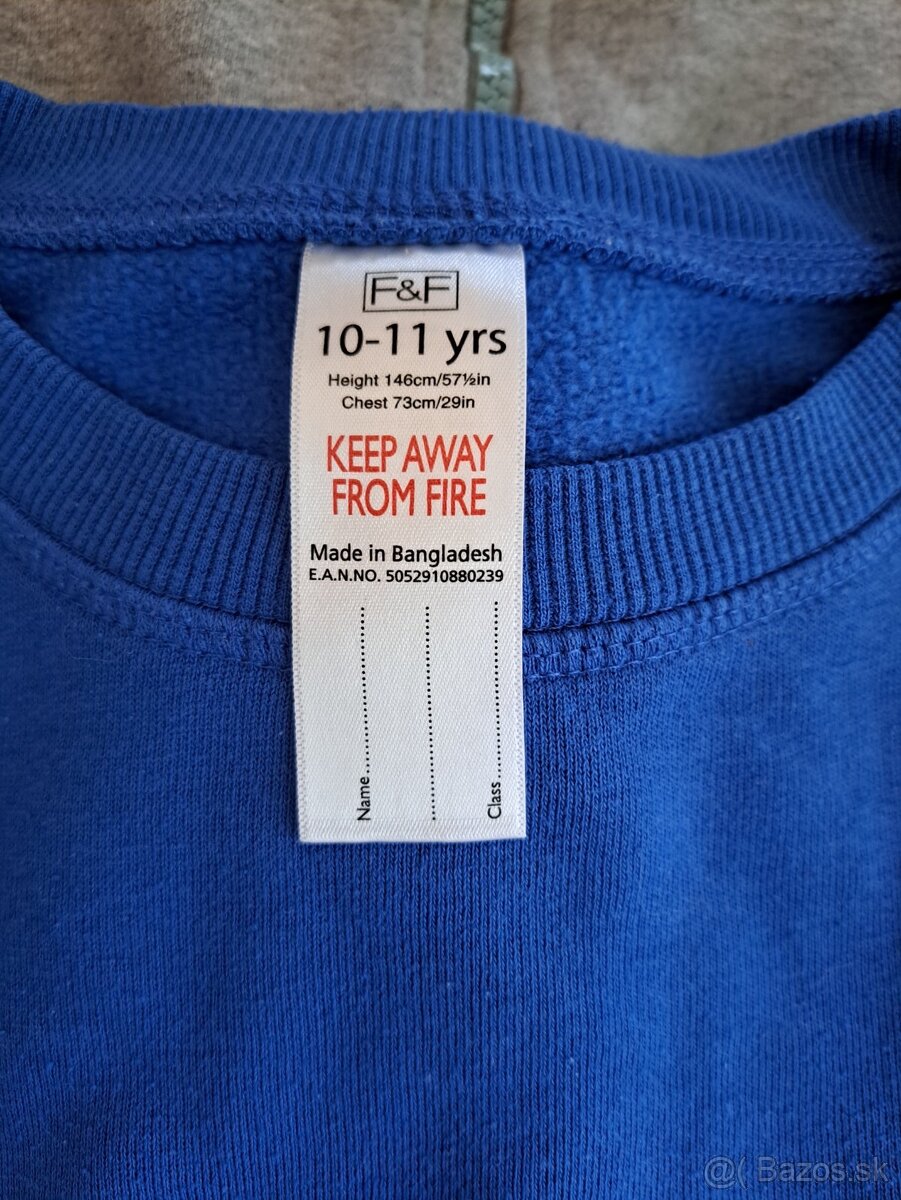 F&F
10-11 yrs
Height 146cm/57½in
Chest 73cm/29in
KEEP AWAY
FROM FIRE
Made in Bangladesh
E.A.N.NO. 5052910880239
Name
Class
@( Bazos.sk